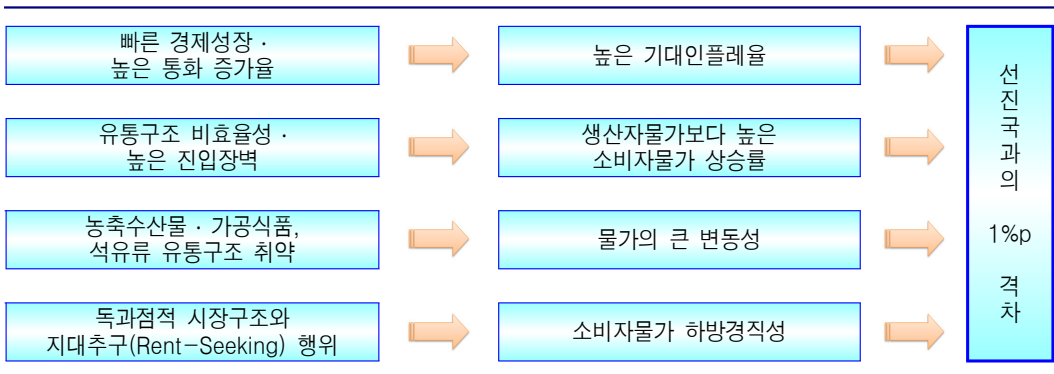 빠른 경제성장 ·
높은 통화 증가율
높은 기대인플레율
유통구조 비효율성 ·
높은 진입장벽
생산자물가보다 높은
소비자물가 상승률
농축수산물 · 가공식품,
석유류 유통구조 취약
물가의 큰 변동성
독과점적 시장구조와
지대추구(Rent-Seeking) 행위
소비자물가 하방경직성
선진국과의
1%p
격차